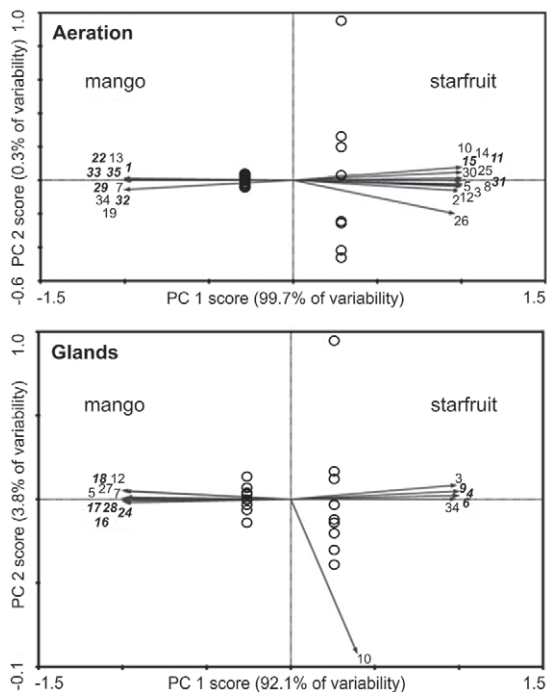 1.0
Aeration
mango
starfruit
PC 2 score (0.3% of variability)
22 13
33 35 1
29 7
34 32
19
10 14 11
15
30 25
5 3 8 31
212
26
-0.6
-1.5
PC 1 score (99.7% of variability)
1.5
1.0
Glands
mango
starfruit
PC 2 score (3.8% of variability)
18 12
5 27 7
17 28 24
16
3
9
4
34 6
10
-0.1
-1.5
PC 1 score (92.1% of variability)
1.5